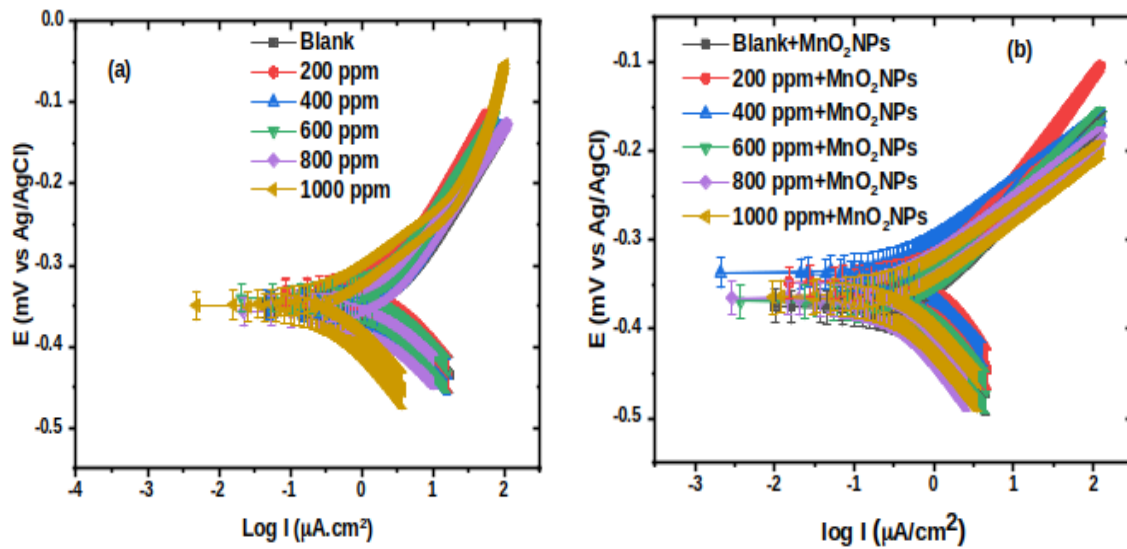 (a)
Blank
200 ppm
400 ppm
600 ppm
800 ppm
1000 ppm
E (mV vs Ag/AgCl)
0.0
-0.1
-0.2
-0.3
-0.4
-0.5
-4 -3 -2 -1 0 1 2
Log I (μA.cm²)
(b)
Blank+MnO₂NPs
200 ppm+MnO₂NPs
400 ppm+MnO₂NPs
600 ppm+MnO₂NPs
800 ppm+MnO₂NPs
1000 ppm+MnO₂NPs
E (mV vs Ag/AgCl)
-0.1
-0.2
-0.3
-0.4
-0.5
-3 -2 -1 0 1 2
log I (μA/cm²)